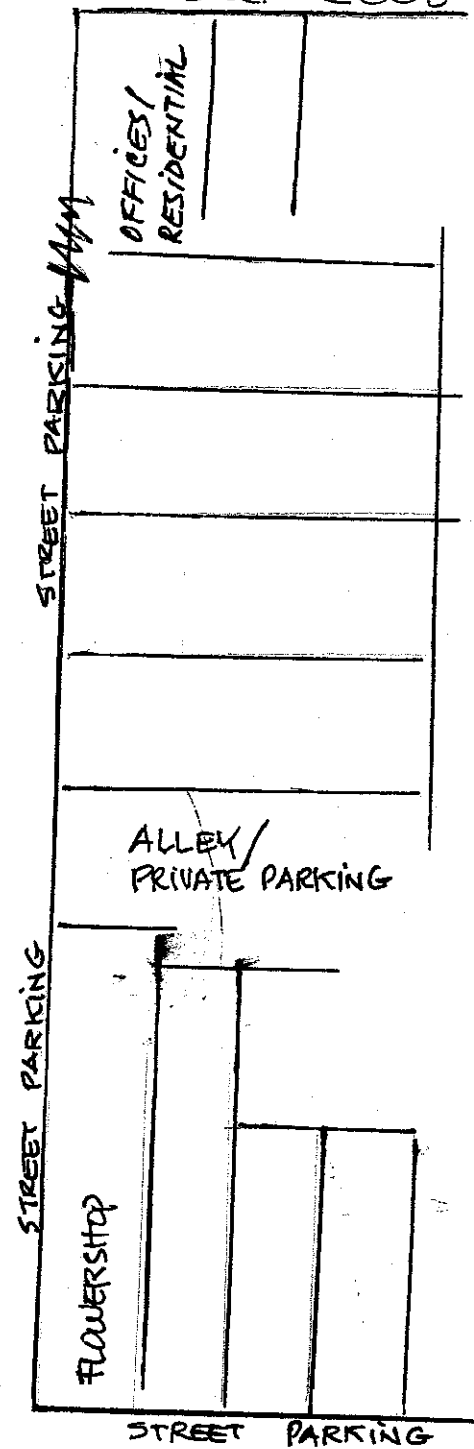 OFFICES/
RESIDENTIAL
STREET PARKING
ALLEY/
PRIVATE PARKING
STREET PARKING
FLOWERSHOP
STREET PARKING